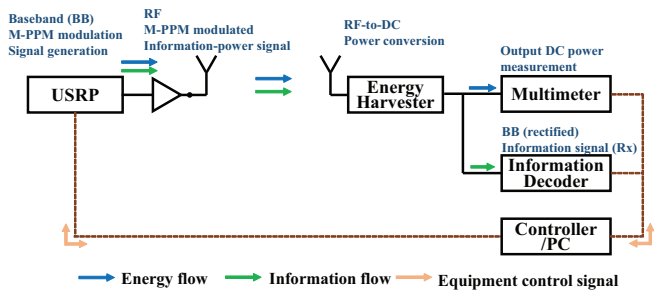 Baseband (BB)
M-PPM modulation
Signal generation
RF
M-PPM modulated
Information-power signal
RF-to-DC
Power conversion
Output DC power
measurement
USRP
Energy
Harvester
Multimeter
BB (rectified)
Information signal (Rx)
Information
Decoder
Controller
/PC
Energy flow
Information flow
Equipment control signal